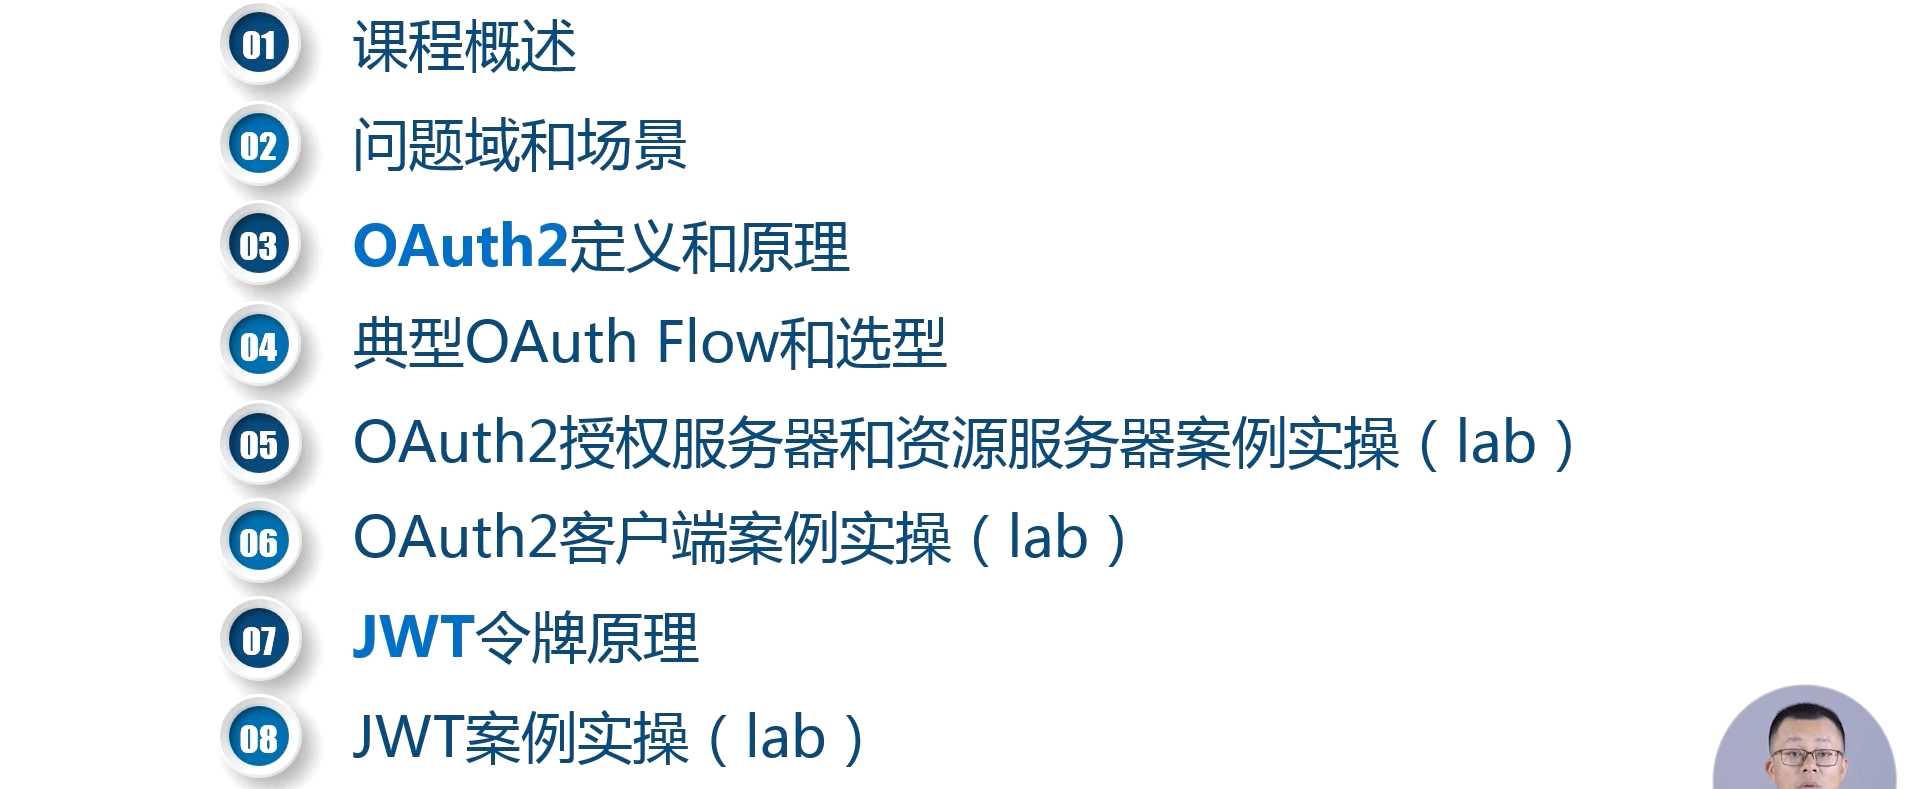 01 课程概述
02 问题域和场景
03 OAuth2定义和原理
04 典型OAuth Flow和选型
05 OAuth2授权服务器和资源服务器案例实操（lab）
06 OAuth2客户端案例实操（lab）
07 JWT令牌原理
08 JWT案例实操（lab）